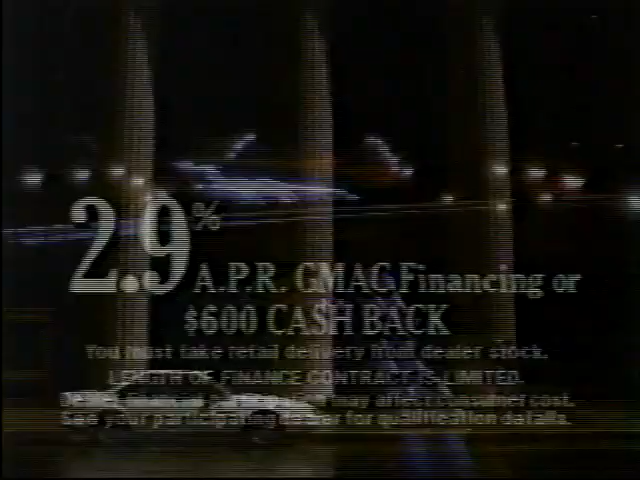 2.9%
A.P.R. GMAC Financing or
$600 CASH BACK
You must take retail delivery from dealer stock.
LENGTH OF FINANCE CONTRACT IS LIMITED.
may affect consumer cost.
See your participating dealer for qualification details.